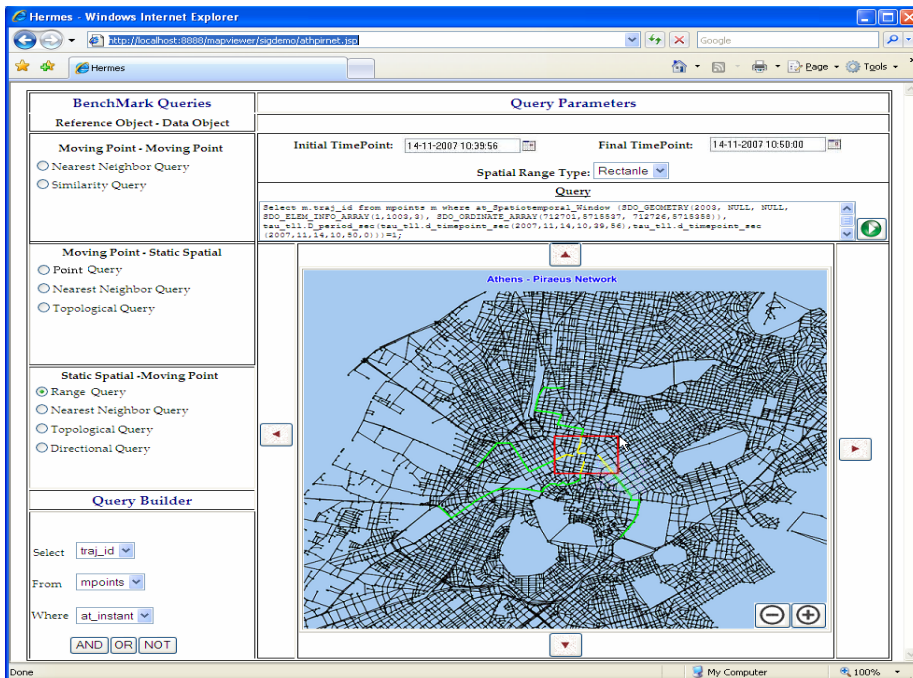 Hermes - Windows Internet Explorer
http://localhost:8888/mapviewer/sigdemo/athpirnet.jsp
Google
Hermes
Page
Tools
BenchMark Queries
Reference Object - Data Object
Query Parameters
Moving Point - Moving Point
Nearest Neighbor Query
Similarity Query
Initial TimePoint: 14-11-2007 10:39:56
Final TimePoint: 14-11-2007 10:50:00
Spatial Range Type: Rectanle
Query
Select m.traj_id from mpoints m where at_Spatiotemporal_Window (SDO_GEOMETRY(2003, NULL, NULL,
SDO_ELEM_INFO_ARRAY(1,1003,3), SDO_ORDINATE_ARRAY(712701,5715537, 712726,5715358)),
tau_tll.D_period_sec(tau_tll.d_timepoint_sec(2007,11,14,10,39,56),tau_tll.d_timepoint_sec
(2007,11,14,10,50,0)))=1;
Moving Point - Static Spatial
Point Query
Nearest Neighbor Query
Topological Query
Static Spatial -Moving Point
Range Query
Nearest Neighbor Query
Topological Query
Directional Query
Athens - Piraeus Network
Query Builder
Select traj_id
From mpoints
Where at_instant
AND OR NOT
Done
My Computer
100%